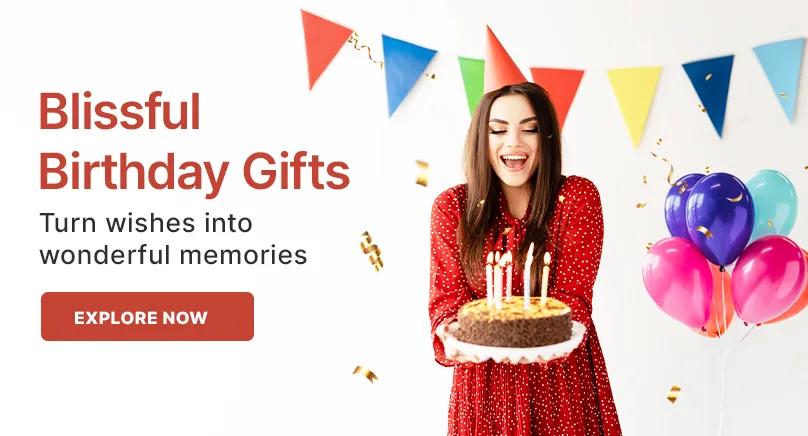 Blissful
Birthday Gifts
Turn wishes into
wonderful memories
EXPLORE NOW